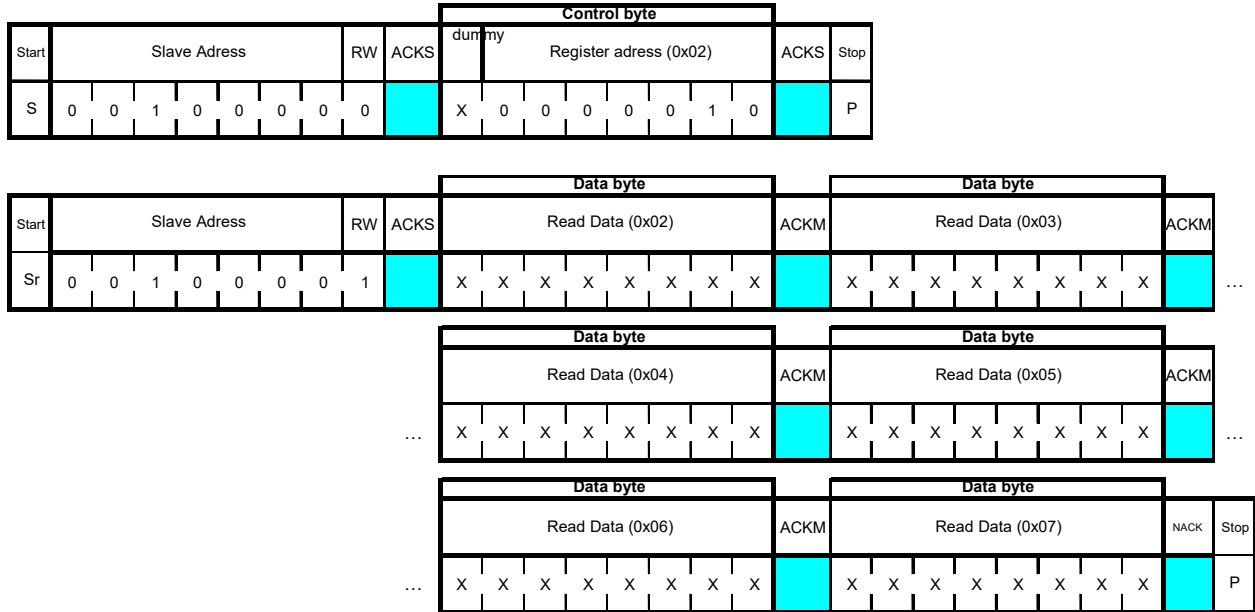 Control byte
Start Slave Adress RW ACKS dummy Register adress (0x02) ACKS Stop
S 0 0 1 0 0 0 0 0 X 0 0 0 0 0 1 0 P
Data byte Data byte
Start Slave Adress RW ACKS Read Data (0x02) ACKM Read Data (0x03) ACKM
Sr 0 0 1 0 0 0 0 1 X X X X X X X X X X X X X X X X …
Data byte Data byte
Read Data (0x04) ACKM Read Data (0x05) ACKM
… X X X X X X X X X X X X X X X X …
Data byte Data byte
Read Data (0x06) ACKM Read Data (0x07) NACK Stop
… X X X X X X X X X X X X X X X X P